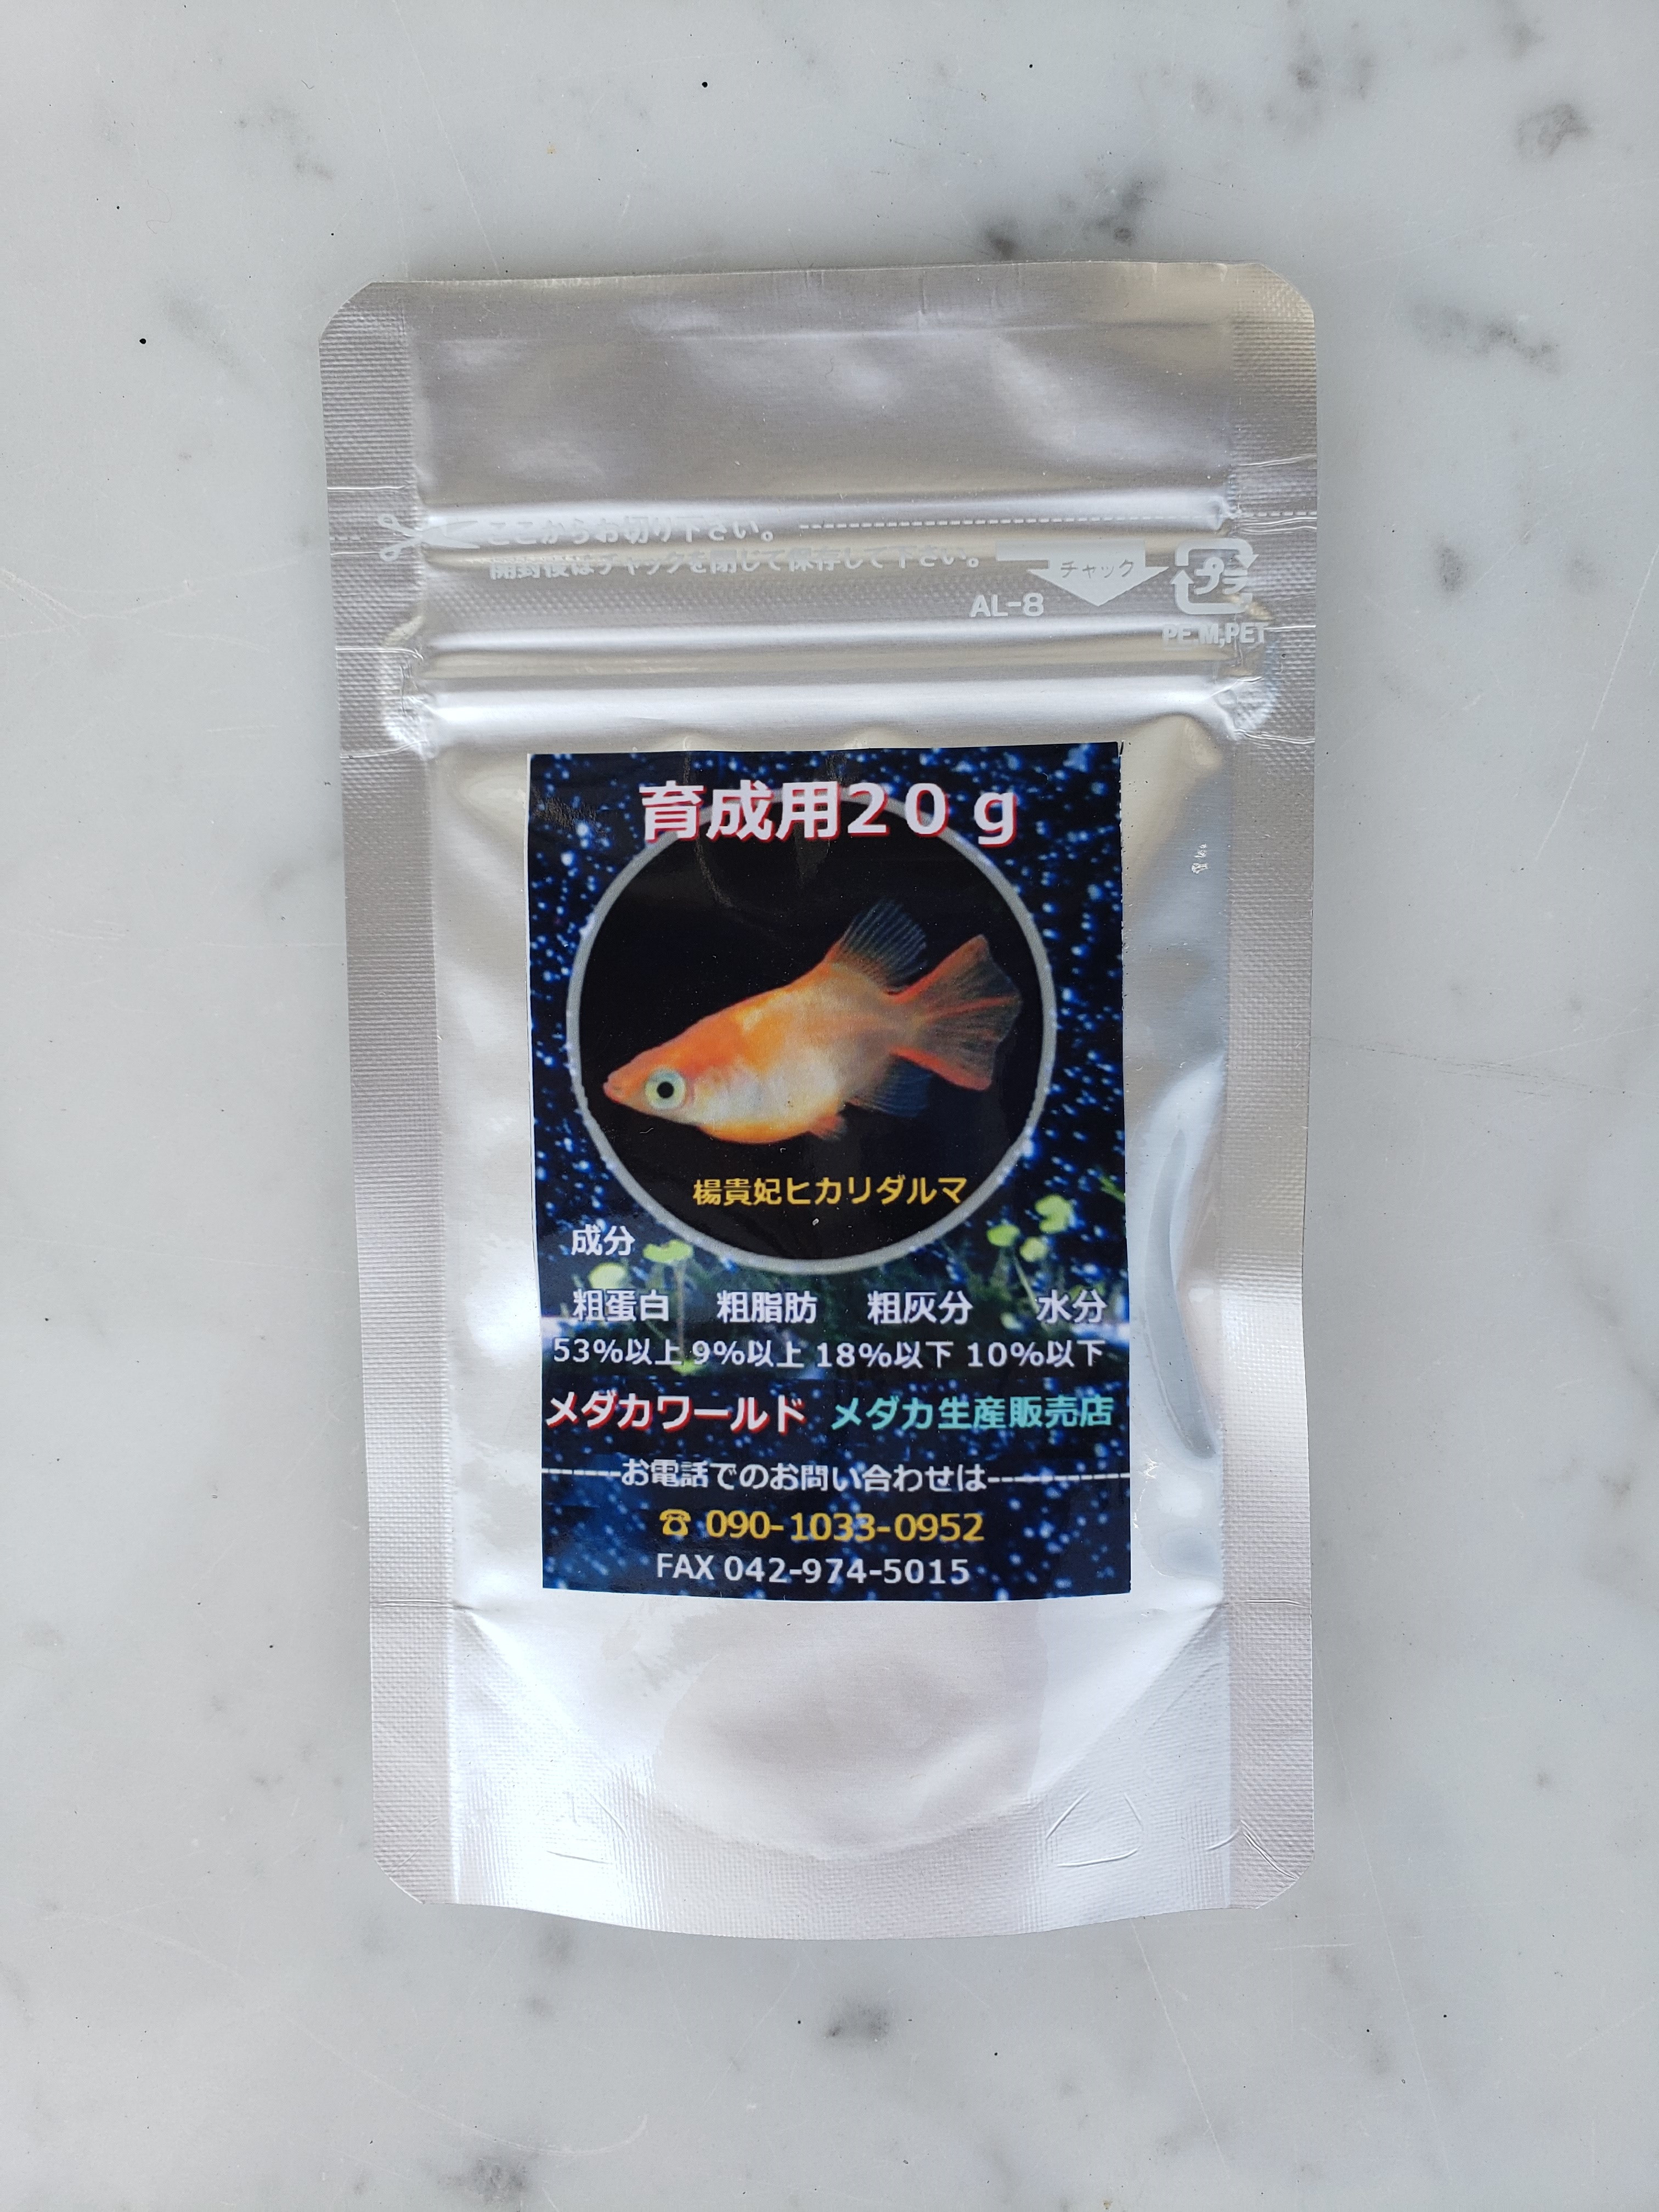 ここからお切り下さい。
開封後はチャックを閉じて保存して下さい。
チャック
プラ
AL-8
PE,M,PET
育成用20g
楊貴妃ヒカリダルマ
成分
粗蛋白 粗脂肪 粗灰分 水分
53%以上 9%以上 18%以下 10%以下
メダカワールド メダカ生産販売店
-------お電話でのお問い合わせは------------
☎ 090-1033-0952
FAX 042-974-5015